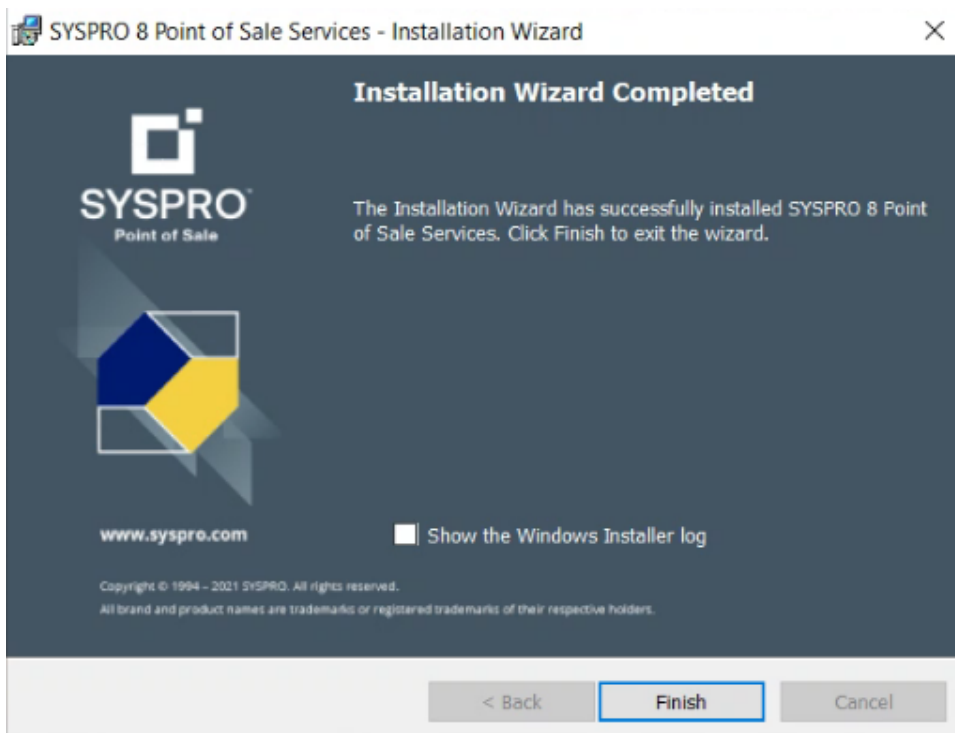 SYSPRO 8 Point of Sale Services - Installation Wizard
Installation Wizard Completed
SYSPRO™
Point of Sale
The Installation Wizard has successfully installed SYSPRO 8 Point
of Sale Services. Click Finish to exit the wizard.
www.syspro.com
Show the Windows Installer log
Copyright © 1994 – 2021 SYSPRO. All rights reserved.
All brand and product names are trademarks or registered trademarks of their respective holders.
< Back
Finish
Cancel